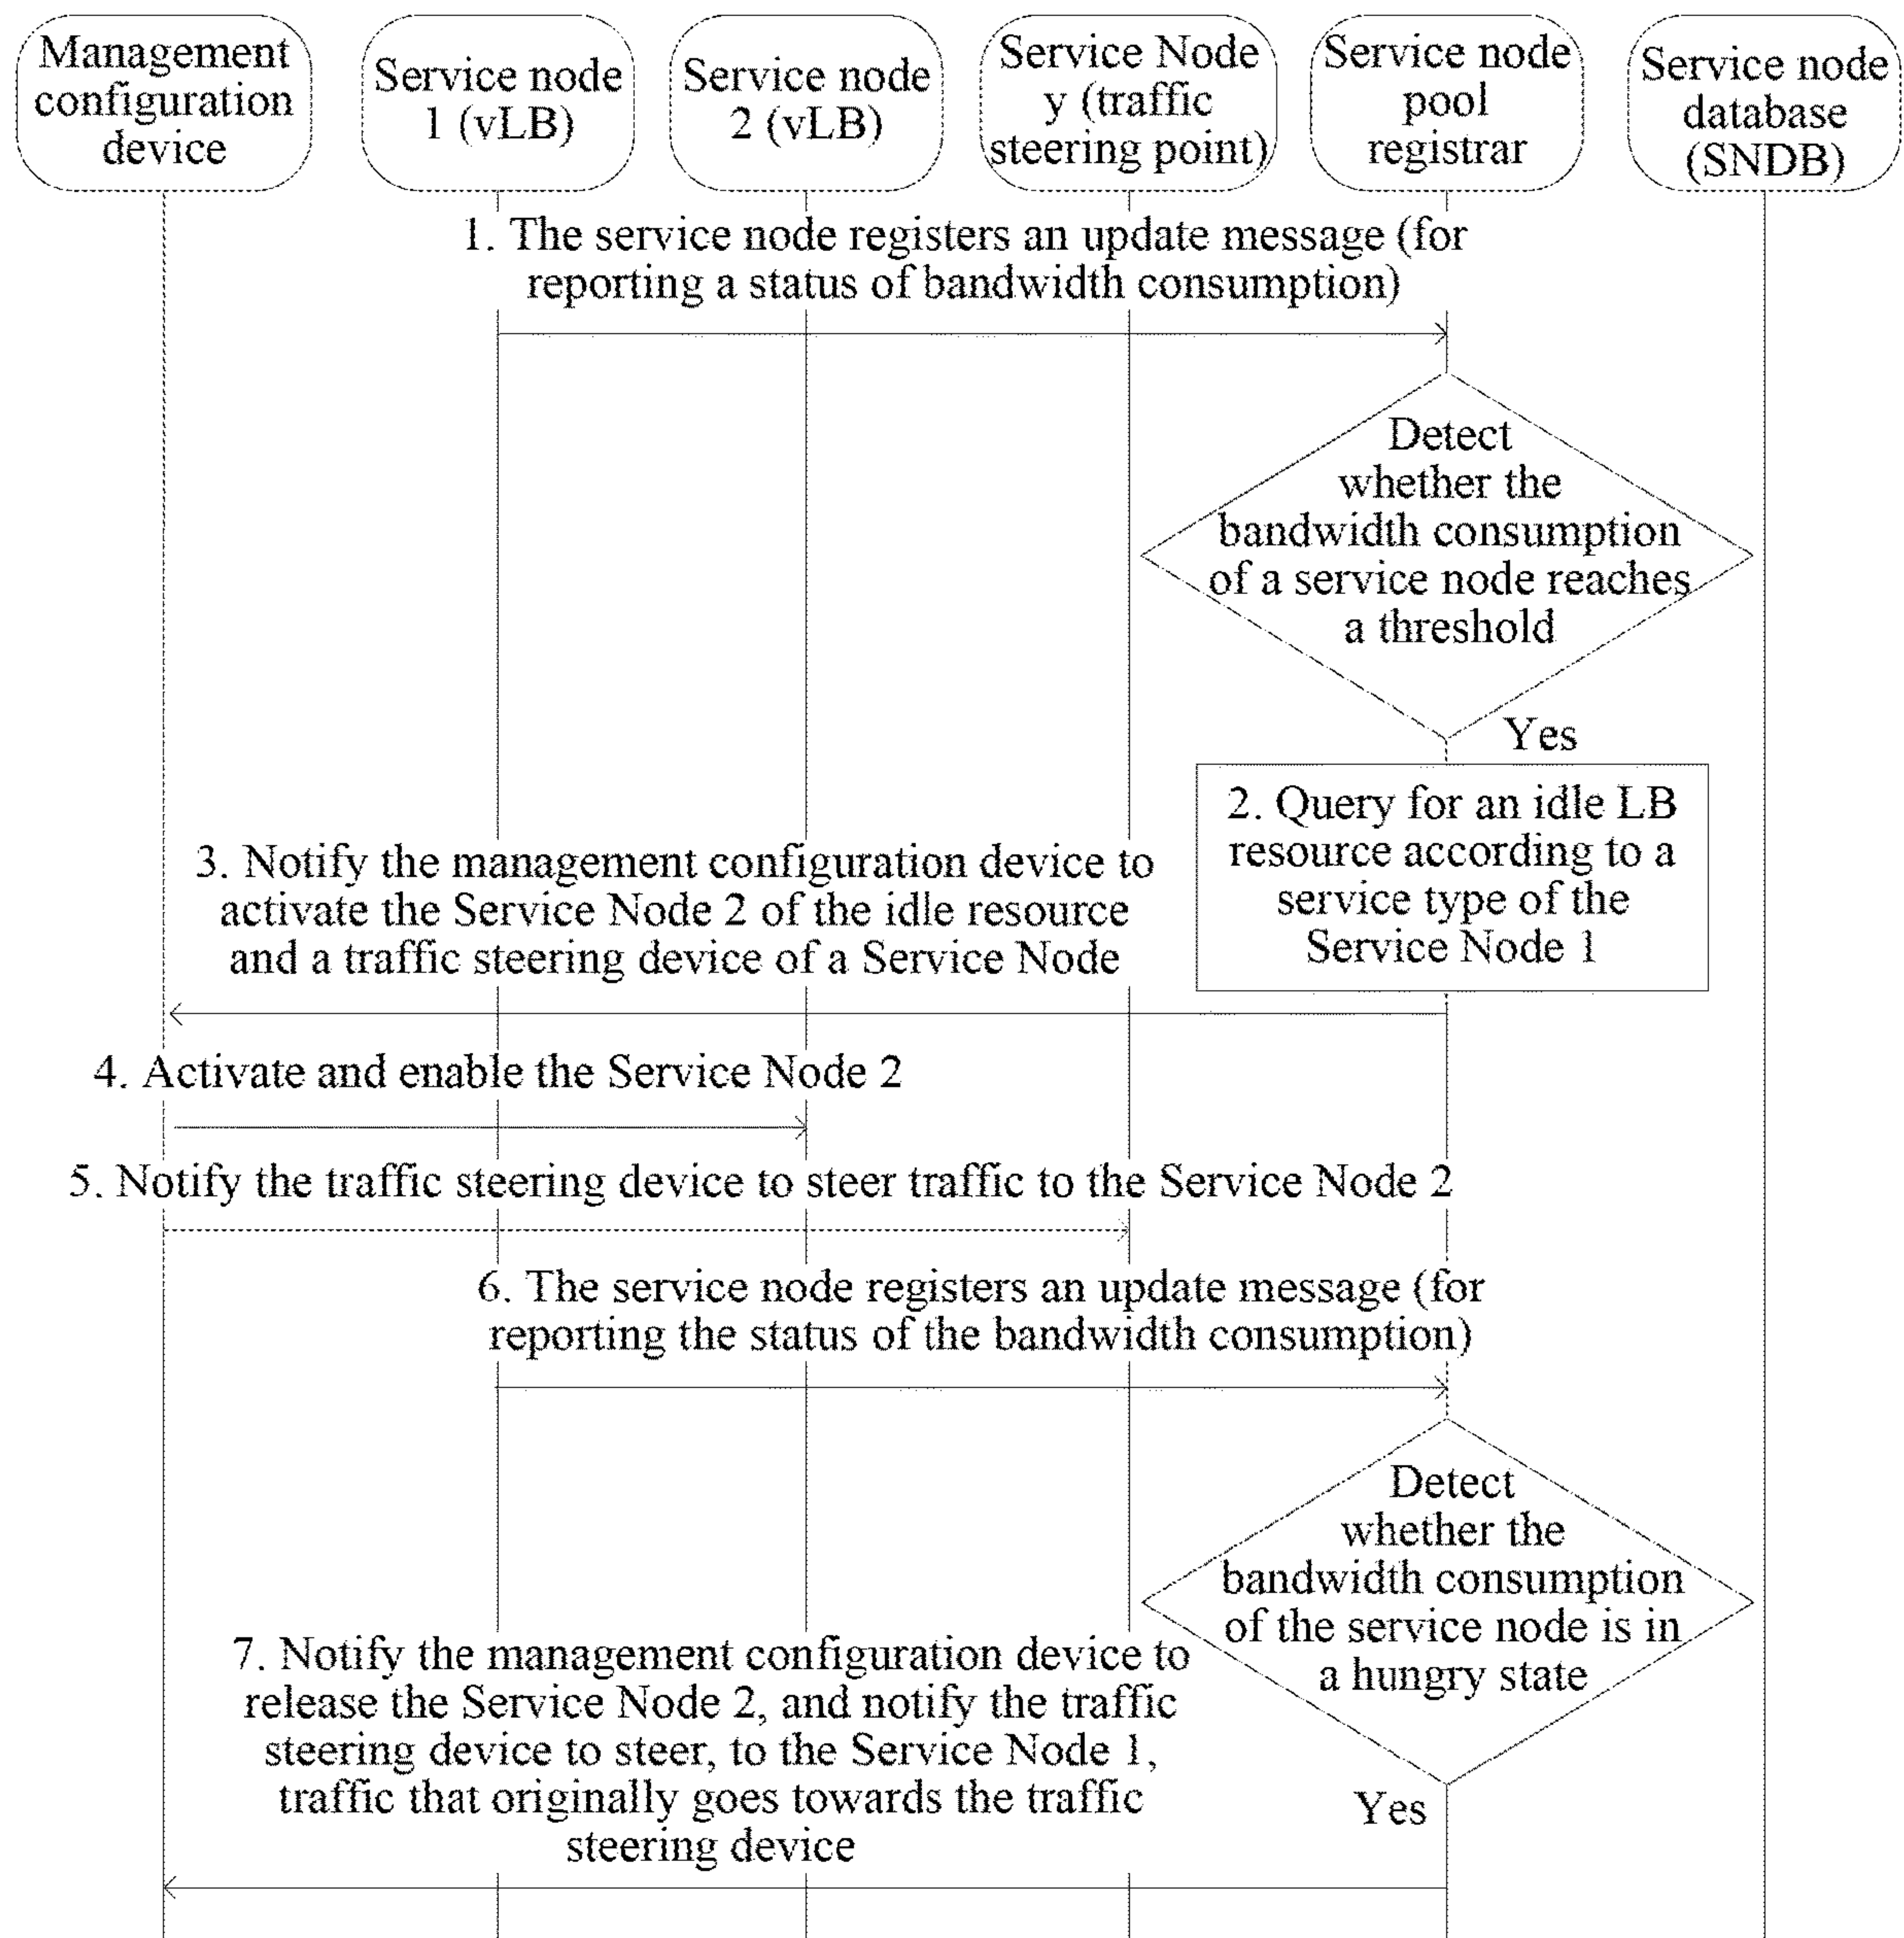 Management
configuration
device
Service node
1 (vLB)
Service node
2 (vLB)
Service Node
y (traffic
steering point)
Service node
pool
registrar
Service node
database
(SNDB)
1. The service node registers an update message (for
reporting a status of bandwidth consumption)
Detect
whether the
bandwidth consumption
of a service node reaches
a threshold
Yes
2. Query for an idle LB
resource according to a
service type of the
Service Node 1
3. Notify the management configuration device to
activate the Service Node 2 of the idle resource
and a traffic steering device of a Service Node
4. Activate and enable the Service Node 2
5. Notify the traffic steering device to steer traffic to the Service Node 2
6. The service node registers an update message (for
reporting the status of the bandwidth consumption)
Detect
whether the
bandwidth consumption
of the service node is in
a hungry state
Yes
7. Notify the management configuration device to
release the Service Node 2, and notify the traffic
steering device to steer, to the Service Node 1,
traffic that originally goes towards the traffic
steering device